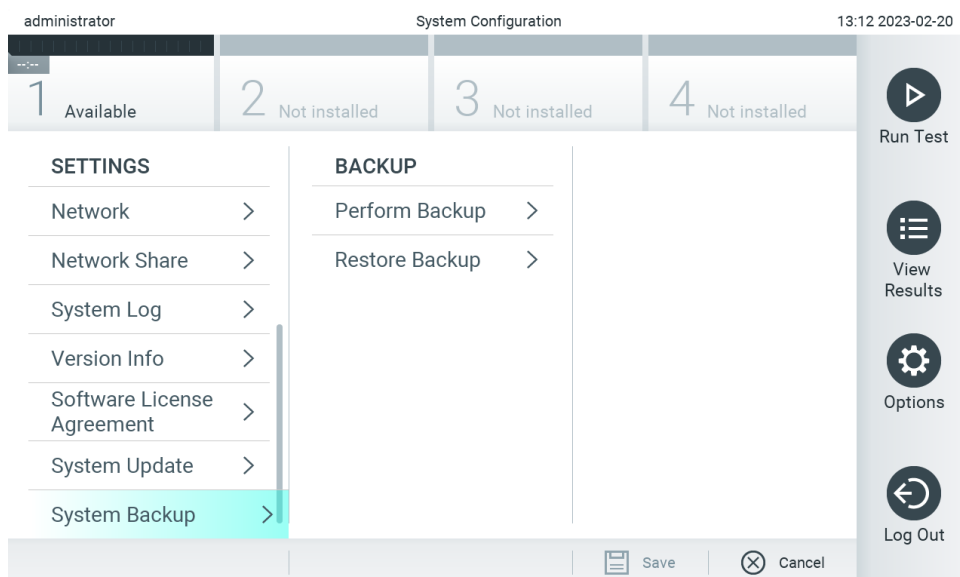 administrator System Configuration 13:12 2023-02-20
--:--
1 Available 2 Not installed 3 Not installed 4 Not installed
Run Test
SETTINGS
Network
Network Share
System Log
Version Info
Software License
Agreement
System Update
System Backup
BACKUP
Perform Backup
Restore Backup
View
Results
Options
Log Out
Save Cancel